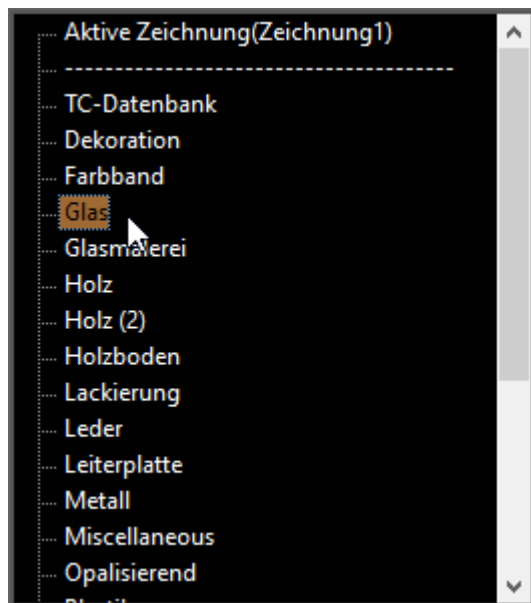 Aktive Zeichnung(Zeichnung1)
---------------------------------------
TC-Datenbank
Dekoration
Farbband
Glas
Glasmalerei
Holz
Holz (2)
Holzboden
Lackierung
Leder
Leiterplatte
Metall
Miscellaneous
Opalisierend